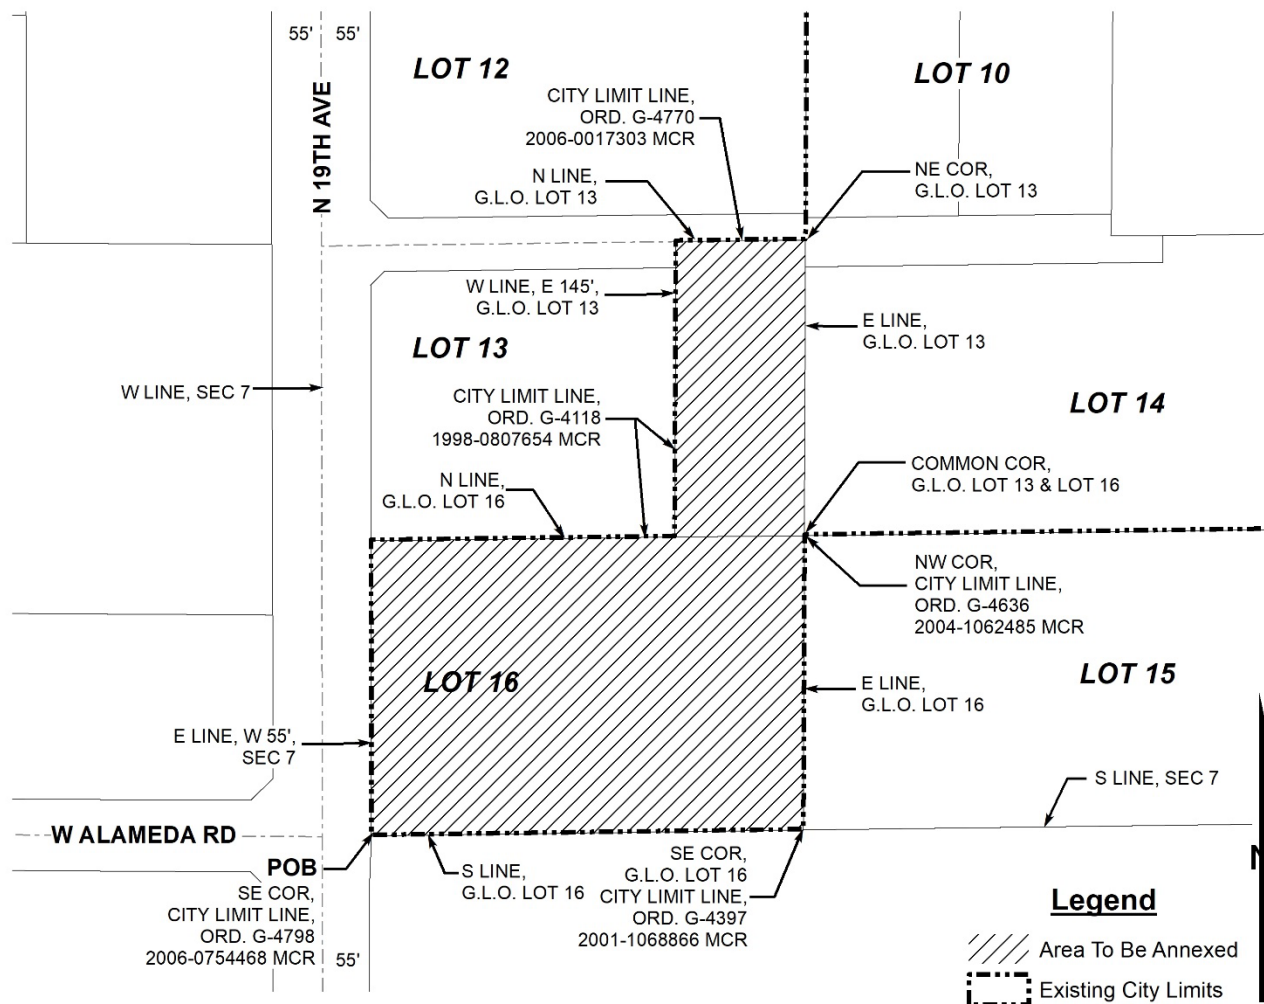 55'
55'
LOT 12
LOT 10
N 19TH AVE
CITY LIMIT LINE,
ORD. G-4770
2006-0017303 MCR
N LINE,
G.L.O. LOT 13
NE COR,
G.L.O. LOT 13
W LINE, E 145',
G.L.O. LOT 13
E LINE,
G.L.O. LOT 13
LOT 13
W LINE, SEC 7
CITY LIMIT LINE,
ORD. G-4118
1998-0807654 MCR
LOT 14
N LINE,
G.L.O. LOT 16
COMMON COR,
G.L.O. LOT 13 & LOT 16
NW COR,
CITY LIMIT LINE,
ORD. G-4636
2004-1062485 MCR
LOT 16
LOT 15
E LINE,
G.L.O. LOT 16
E LINE, W 55',
SEC 7
S LINE, SEC 7
W ALAMEDA RD
POB
SE COR,
CITY LIMIT LINE,
ORD. G-4798
2006-0754468 MCR
S LINE,
G.L.O. LOT 16
SE COR,
G.L.O. LOT 16
CITY LIMIT LINE,
ORD. G-4397
2001-1068866 MCR
55'
Legend
Area To Be Annexed
Existing City Limits